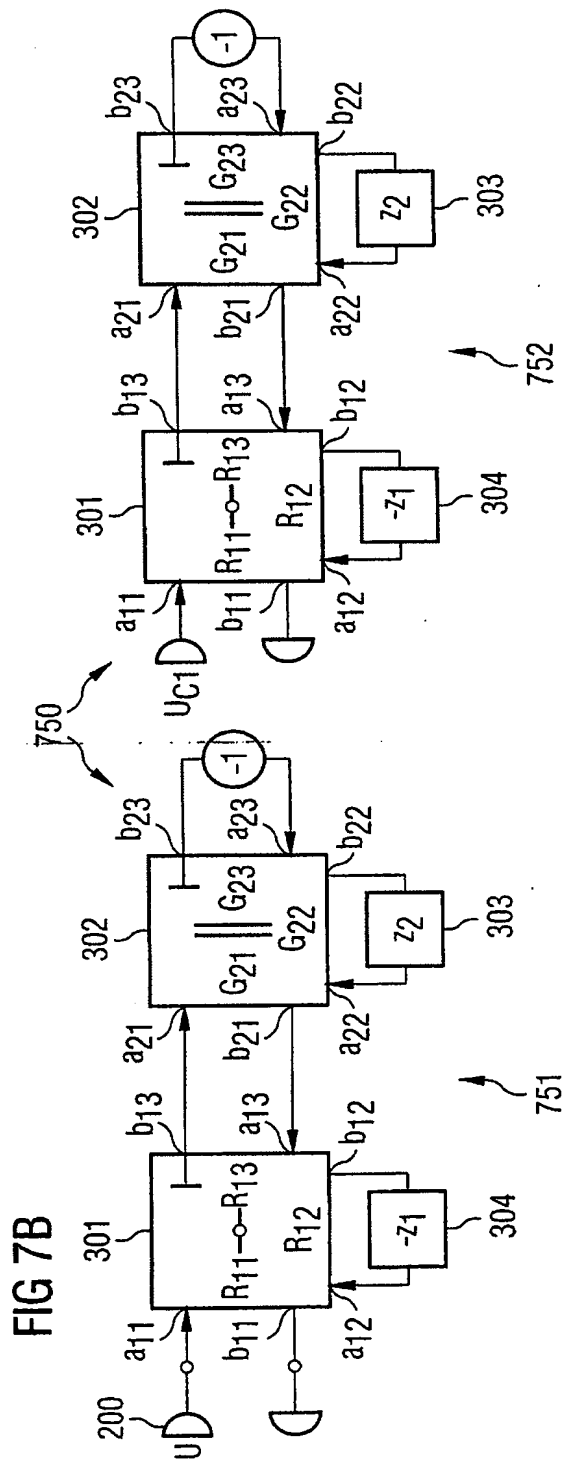 FIG 7B
750
200
U
a11
b11
301
R11
R13
R12
b13
a13
a12
b12
-z1
304
a21
b21
302
G21
G23
G22
b23
a23
-1
a22
b22
z2
303
751
UC1
a11
b11
301
R11
R13
R12
b13
a13
a12
b12
-z1
304
a21
b21
302
G21
G23
G22
b23
a23
-1
a22
b22
z2
303
752